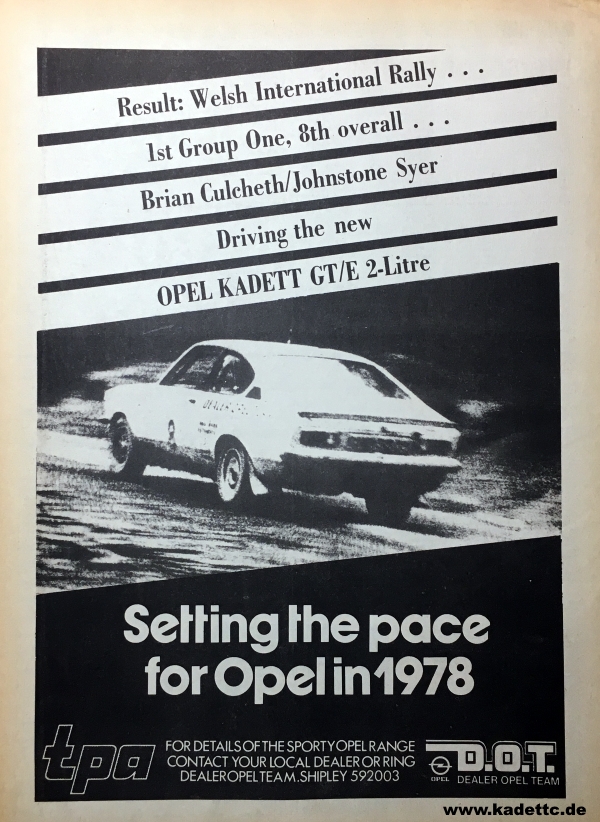 Result: Welsh International Rally . . .
1st Group One, 8th overall . . .
Brian Culcheth/Johnstone Syer
Driving the new
OPEL KADETT GT/E 2-Litre
DEALER
Setting the pace
for Opel in 1978
tpa
FOR DETAILS OF THE SPORTY OPEL RANGE
CONTACT YOUR LOCAL DEALER OR RING
DEALER OPEL TEAM. SHIPLEY 592003
OPEL
D.O.T.
DEALER OPEL TEAM
www.kadettc.de